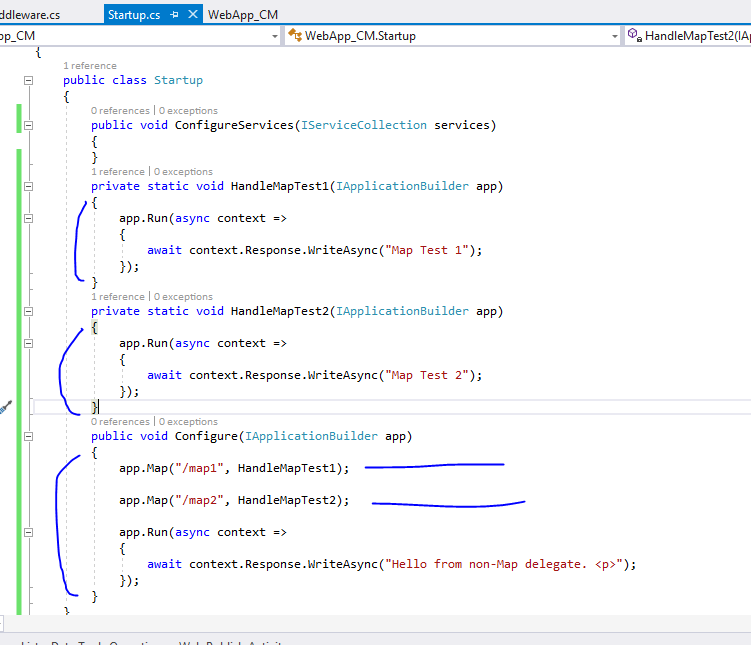 ddleware.cs Startup.cs WebApp_CM
pp_CM WebApp_CM.Startup HandleMapTest2(IAp
{
1 reference
public class Startup
{
0 references | 0 exceptions
public void ConfigureServices(IServiceCollection services)
{
}
1 reference | 0 exceptions
private static void HandleMapTest1(IApplicationBuilder app)
{
app.Run(async context =>
{
await context.Response.WriteAsync("Map Test 1");
});
}
1 reference | 0 exceptions
private static void HandleMapTest2(IApplicationBuilder app)
{
app.Run(async context =>
{
await context.Response.WriteAsync("Map Test 2");
});
}
0 references | 0 exceptions
public void Configure(IApplicationBuilder app)
{
app.Map("/map1", HandleMapTest1);
app.Map("/map2", HandleMapTest2);
app.Run(async context =>
{
await context.Response.WriteAsync("Hello from non-Map delegate. <p>");
});
}
}